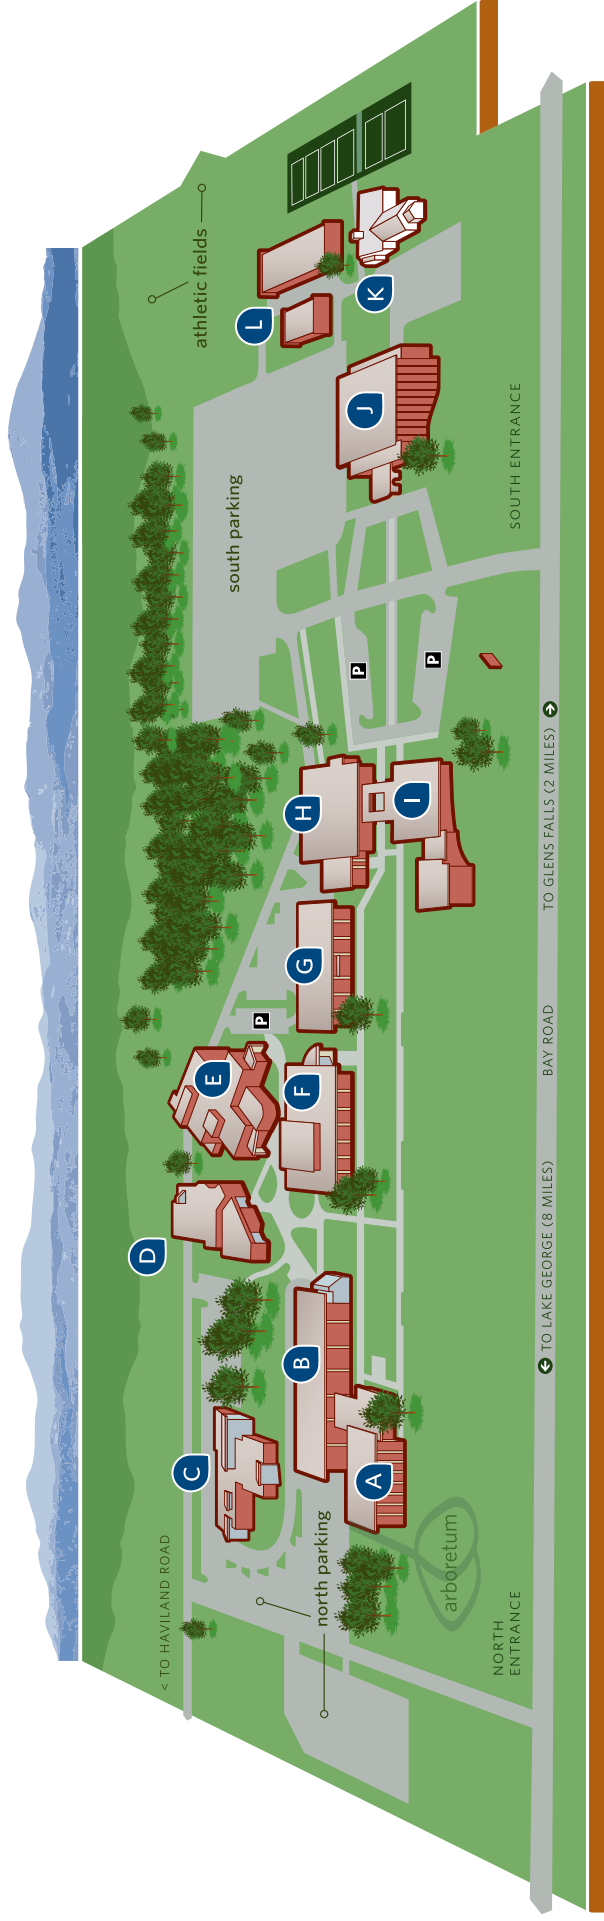 < TO HAVILAND ROAD
athletic fields
south parking
north parking
arboretum
A
B
C
D
E
F
G
H
I
J
K
L
P
P
P
NORTH
ENTRANCE
SOUTH ENTRANCE
TO LAKE GEORGE (8 MILES)
BAY ROAD
TO GLENS FALLS (2 MILES)